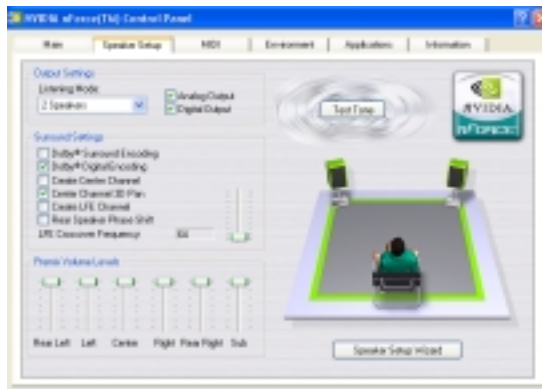 NVIDIA nForce(TM) Control Panel
Main
Speaker Setup
MIDI
Environment
Applications
Information
Output Settings
Listening Mode:
2 Speakers
Analog Output
Digital Output
Test Tone
NVIDIA
nFORCE
Surround Settings
Dolby® Surround Encoding
Dolby® Digital Encoding
Create Center Channel
Center Channel 3D Pan
Create LFE Channel
Rear Speaker Phase Shift
LFE Crossover Frequency
Volume Levels
Rear Left
Left
Center
Right
Rear Right
Sub
Speaker Setup Wizard